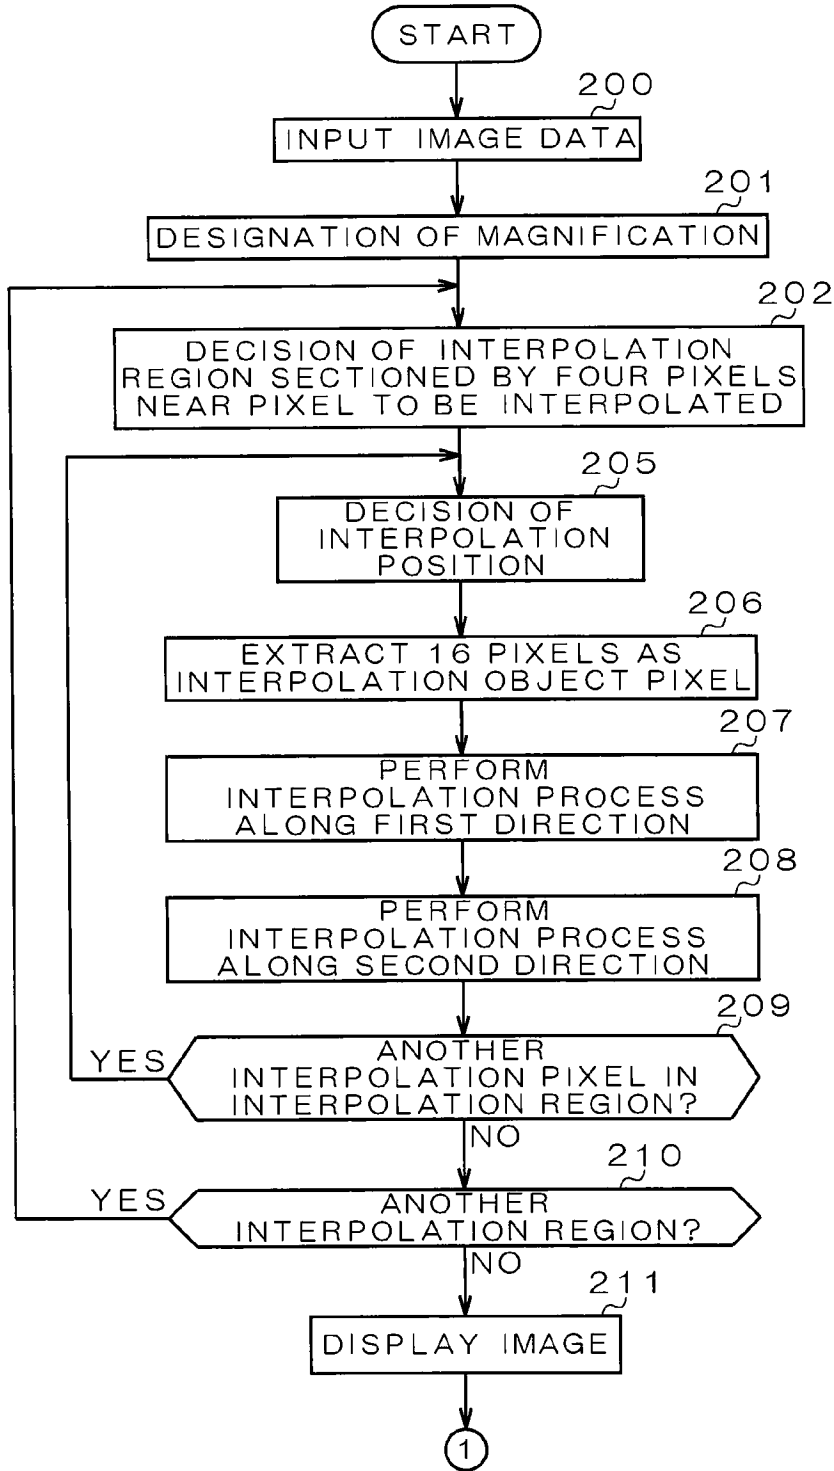 START
200
INPUT IMAGE DATA
201
DESIGNATION OF MAGNIFICATION
202
DECISION OF INTERPOLATION
REGION SECTIONED BY FOUR PIXELS
NEAR PIXEL TO BE INTERPOLATED
205
DECISION OF
INTERPOLATION
POSITION
206
EXTRACT 16 PIXELS AS
INTERPOLATION OBJECT PIXEL
207
PERFORM
INTERPOLATION PROCESS
ALONG FIRST DIRECTION
208
PERFORM
INTERPOLATION PROCESS
ALONG SECOND DIRECTION
209
YES
ANOTHER
INTERPOLATION PIXEL IN
INTERPOLATION REGION?
NO
210
YES
ANOTHER
INTERPOLATION REGION?
NO
211
DISPLAY IMAGE
1